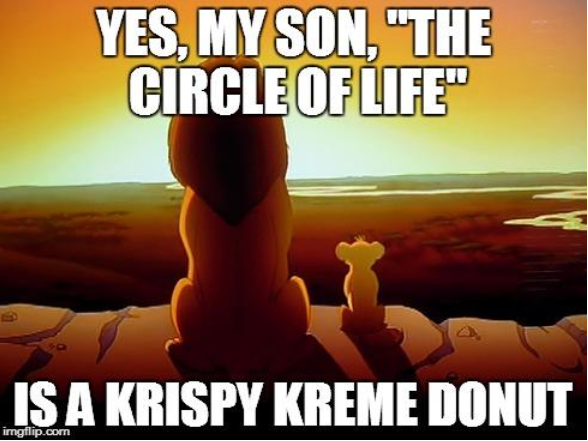 YES, MY SON, "THE
CIRCLE OF LIFE"
IS A KRISPY KREME DONUT
imgflip.com